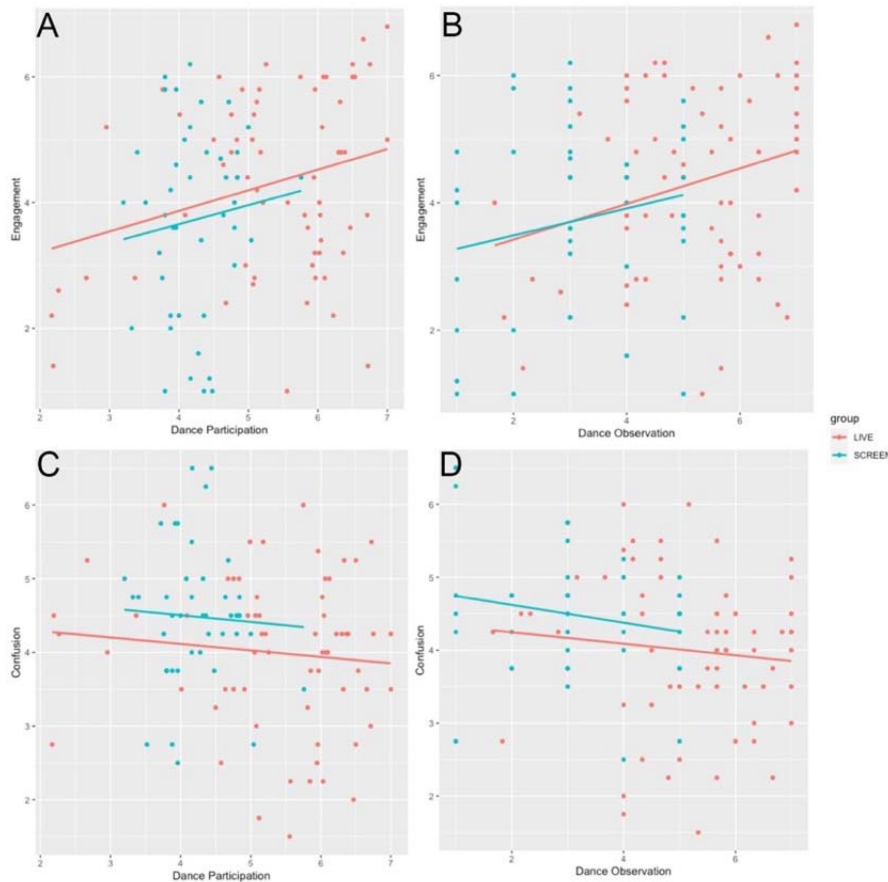 A
B
Engagement
6
4
2
2 3 4 5 6 7
Dance Participation
Engagement
6
4
2
2 4 6
Dance Observation
group
LIVE
SCREEN
C
D
Confusion
6
5
4
3
2
2 3 4 5 6 7
Dance Participation
Confusion
6
5
4
3
2
2 4 6
Dance Observation